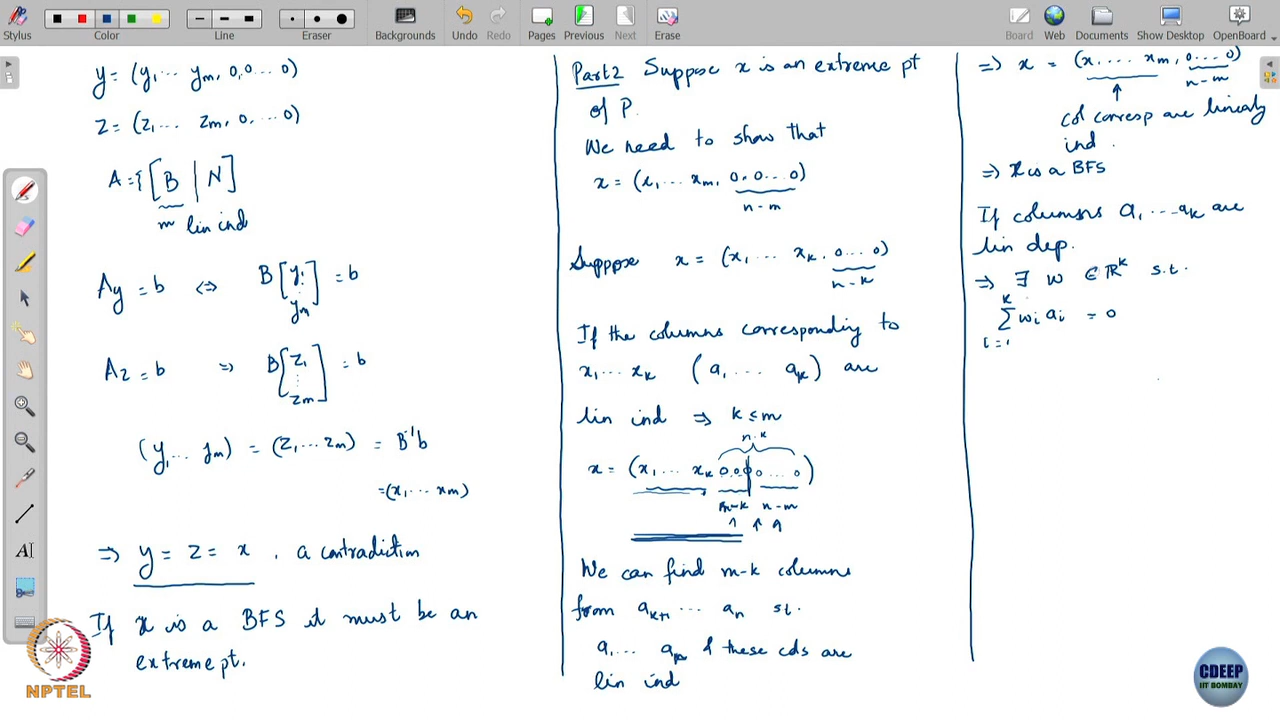 Stylus
Color
Line
Eraser
Backgrounds
Undo
Redo
Pages
Previous
Next
Erase
Board
Web
Documents
Show Desktop
OpenBoard
y = (y₁ ... yₘ, 0, 0 ... 0)
z = (z₁ ... zₘ, 0, ... 0)
A = [B | N]
m lin ind
Ay = b ⇔ B [y₁ ⋮ yₘ] = b
Az = b ⇒ B [z₁ ⋮ zₘ] = b
(y₁ ... yₘ) = (z₁ ... zₘ) = B⁻¹b
= (x₁ ... xₘ)
⇒ y = z = x , a contradiction
If x is a BFS it must be an
extreme pt.
Part 2 Suppose x is an extreme pt
of P.
We need to show that
x = (x₁ ... xₘ, 0, 0 ... 0)
n-m
Supppose x = (x₁, ... xₖ, 0 ... 0)
n-k
If the columns corresponding to
x₁ ... xₖ (a₁ ... aₖ) are
lin ind ⇒ k ≤ m
n-k
x = (x₁ ... xₖ 0 .. 0 | 0 ... 0)
m-k n-m
We can find m-k columns
from aₖ₊₁ ... aₙ st.
a₁ ... aₖ & these cols are
lin ind
⇒ x = (x₁ ... xₘ, 0 ... 0)
n-m
col corresp are linearly
ind .
⇒ x is a BFS
If columns a₁ ... aₖ are
lin dep.
⇒ ∃ w ∈ ℝᵏ s.t.
k
Σ wᵢ aᵢ = 0
i=1
AI
NPTEL
CDEEP
IIT BOMBAY